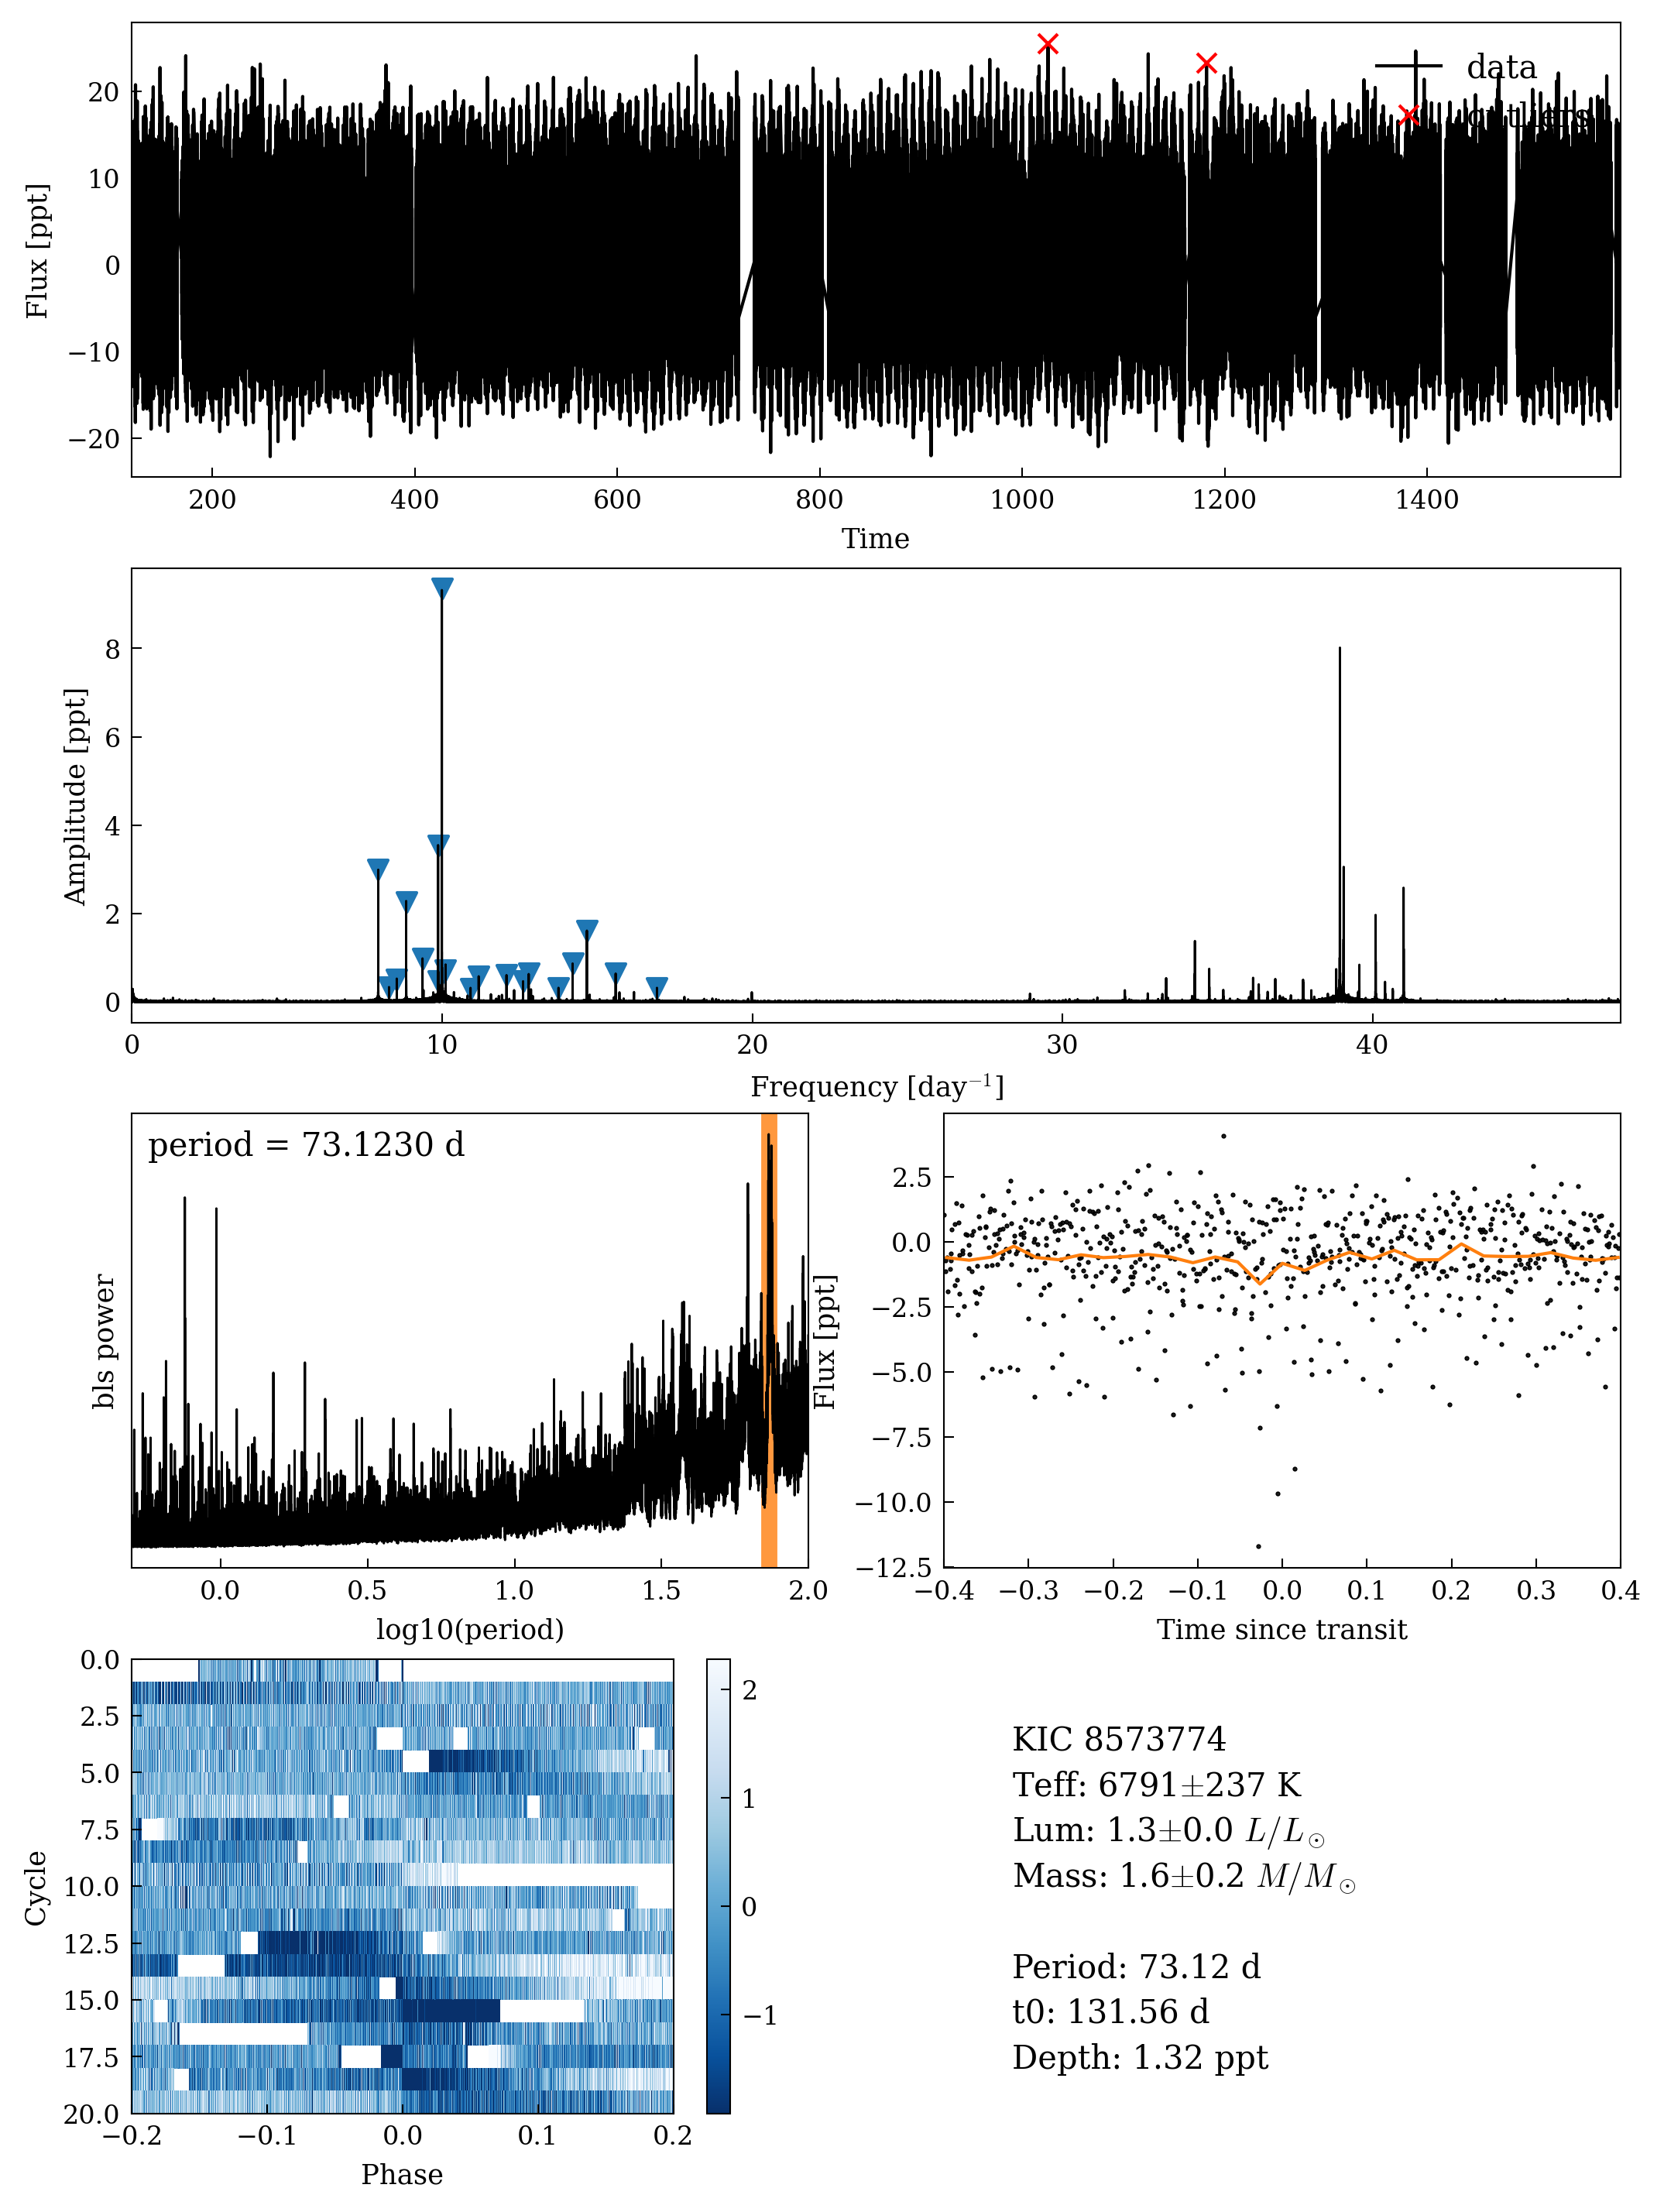 data
outliers
20
10
0
−10
−20
Flux [ppt]
200 400 600 800 1000 1200 1400
Time
8
6
4
2
0
Amplitude [ppt]
0 10 20 30 40
Frequency [day⁻¹]
period = 73.1230 d
bls power
0.0 0.5 1.0 1.5 2.0
log10(period)
2.5
0.0
−2.5
−5.0
−7.5
−10.0
−12.5
Flux [ppt]
−0.4 −0.3 −0.2 −0.1 0.0 0.1 0.2 0.3 0.4
Time since transit
0.0
2.5
5.0
7.5
10.0
12.5
15.0
17.5
20.0
Cycle
−0.2 −0.1 0.0 0.1 0.2
Phase
2
1
0
−1
KIC 8573774
Teff: 6791±237 K
Lum: 1.3±0.0 L/L☉
Mass: 1.6±0.2 M/M☉
Period: 73.12 d
t0: 131.56 d
Depth: 1.32 ppt